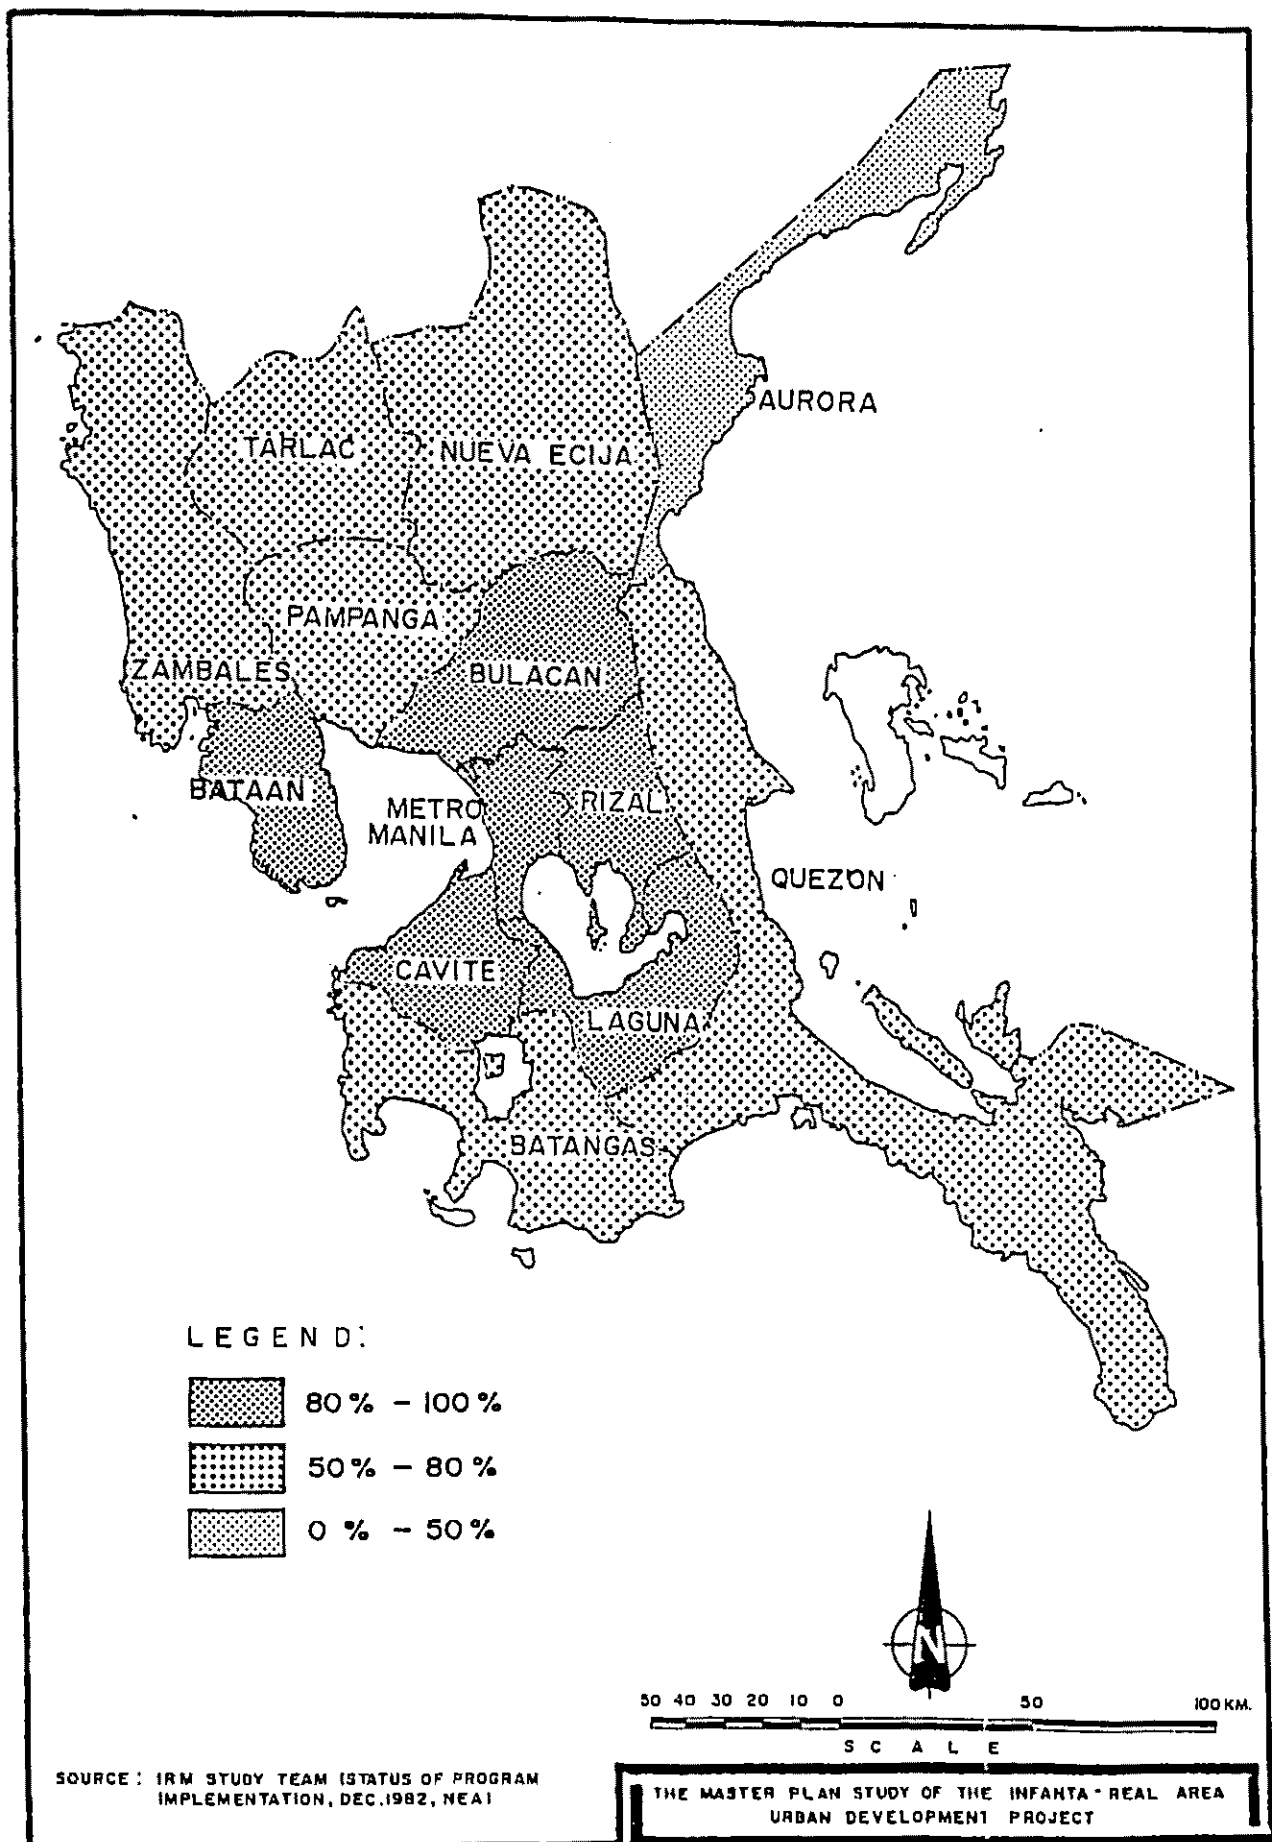 AURORA
TARLAC
NUEVA ECIJA
PAMPANGA
ZAMBALES
BULACAN
BATAAN
METRO
MANILA
RIZAL
QUEZON
CAVITE
LAGUNA
BATANGAS
LEGEND:
80% - 100%
50% - 80%
0% - 50%
N
50 40 30 20 10 0 50 100 KM.
SCALE
SOURCE: IRM STUDY TEAM (STATUS OF PROGRAM
IMPLEMENTATION, DEC.1982, NEA)
THE MASTER PLAN STUDY OF THE INFANTA-REAL AREA
URBAN DEVELOPMENT PROJECT